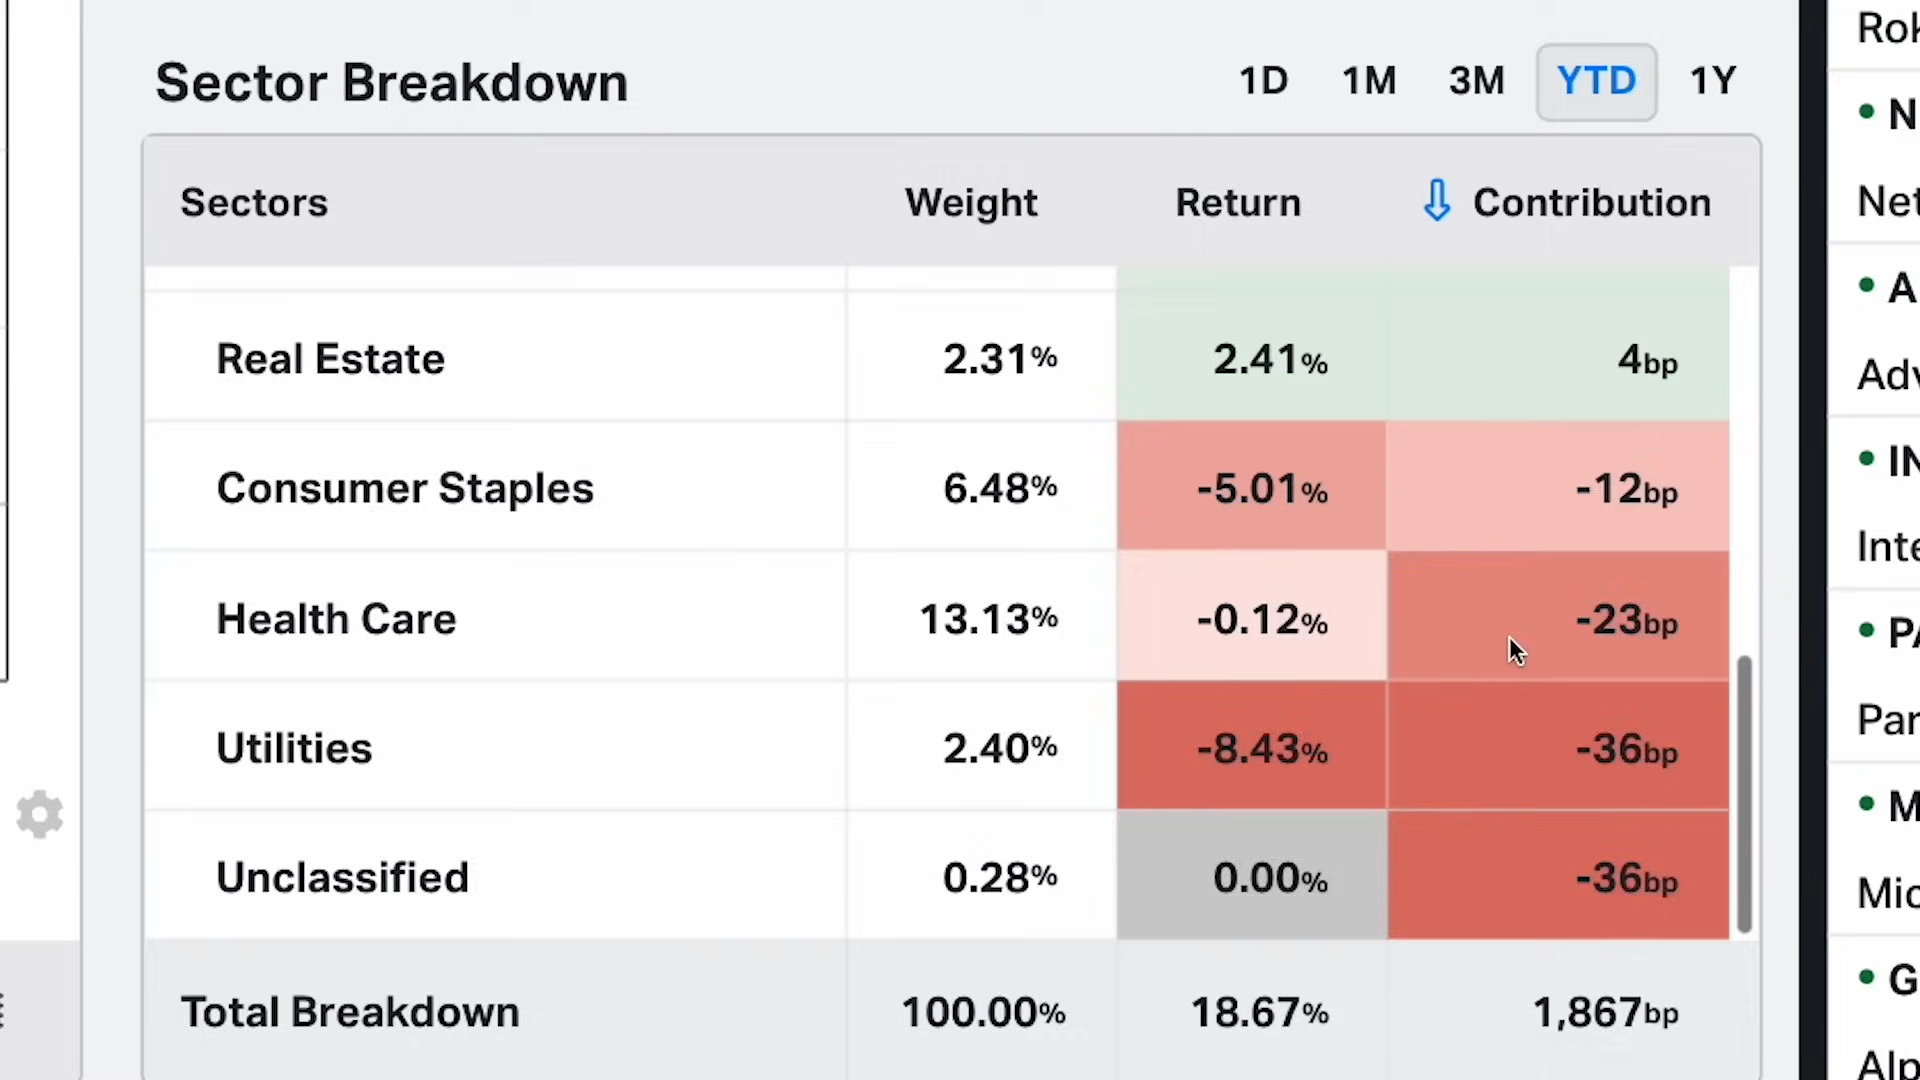 Sector Breakdown
1D 1M 3M YTD 1Y
Sectors Weight Return Contribution
Real Estate 2.31% 2.41% 4bp
Consumer Staples 6.48% -5.01% -12bp
Health Care 13.13% -0.12% -23bp
Utilities 2.40% -8.43% -36bp
Unclassified 0.28% 0.00% -36bp
Total Breakdown 100.00% 18.67% 1,867bp